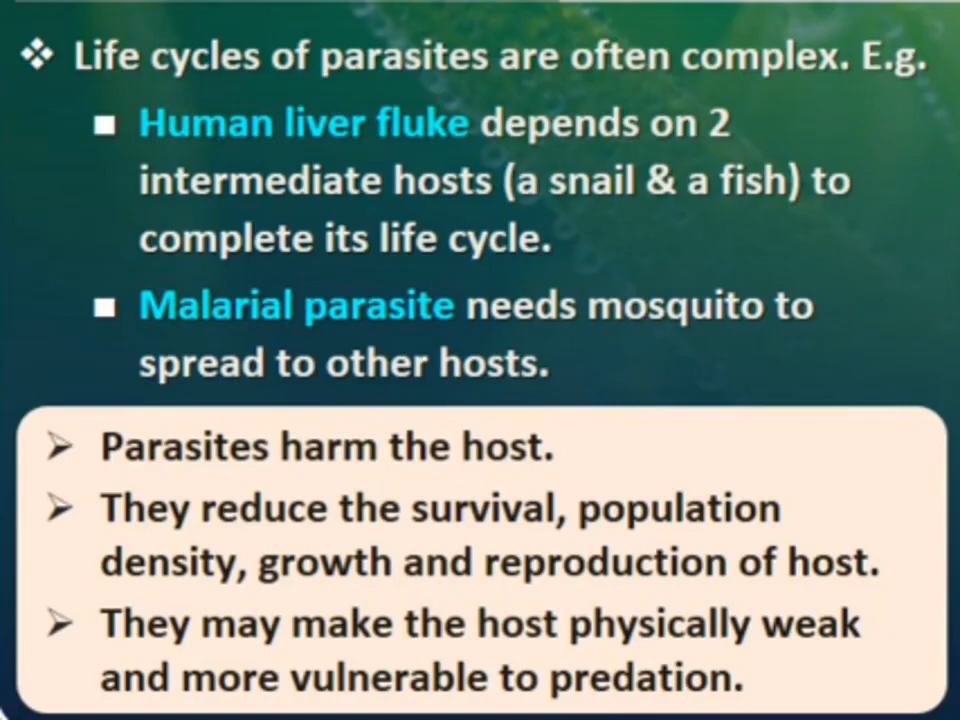 ❖ Life cycles of parasites are often complex. E.g.
▪ Human liver fluke depends on 2
intermediate hosts (a snail & a fish) to
complete its life cycle.
▪ Malarial parasite needs mosquito to
spread to other hosts.
➢ Parasites harm the host.
➢ They reduce the survival, population
density, growth and reproduction of host.
➢ They may make the host physically weak
and more vulnerable to predation.